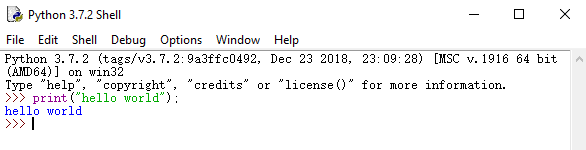 Python 3.7.2 Shell
File Edit Shell Debug Options Window Help
Python 3.7.2 (tags/v3.7.2:9a3ffc0492, Dec 23 2018, 23:09:28) [MSC v.1916 64 bit
(AMD64)] on win32
Type "help", "copyright", "credits" or "license()" for more information.
>>> print("hello world");
hello world
>>>